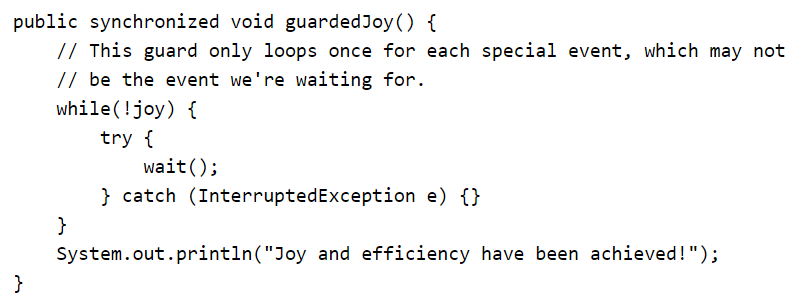 public synchronized void guardedJoy() {
    // This guard only loops once for each special event, which may not
    // be the event we're waiting for.
    while(!joy) {
        try {
            wait();
        } catch (InterruptedException e) {}
    }
    System.out.println("Joy and efficiency have been achieved!");
}